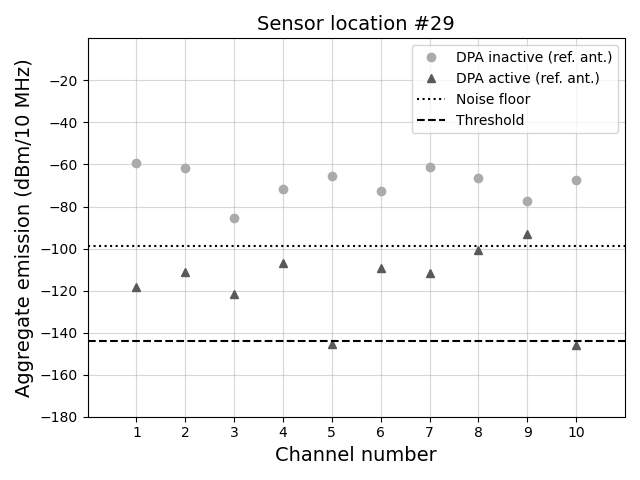 Sensor location #29
DPA inactive (ref. ant.)
DPA active (ref. ant.)
Noise floor
Threshold
Aggregate emission (dBm/10 MHz)
−20
−40
−60
−80
−100
−120
−140
−160
−180
1 2 3 4 5 6 7 8 9 10
Channel number